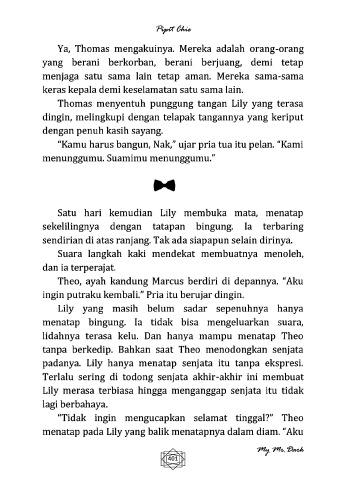 Pipit Chie
Ya, Thomas mengakuinya. Mereka adalah orang-orang
yang berani berkorban, berani berjuang, demi tetap
menjaga satu sama lain tetap aman. Mereka sama-sama
keras kepala demi keselamatan satu sama lain.
Thomas menyentuh punggung tangan Lily yang terasa
dingin, melingkupi dengan telapak tangannya yang keriput
dengan penuh kasih sayang.
“Kamu harus bangun, Nak,” ujar pria tua itu pelan. “Kami
menunggumu. Suamimu menunggumu.”
Satu hari kemudian Lily membuka mata, menatap
sekelilingnya dengan tatapan bingung. Ia terbaring
sendirian di atas ranjang. Tak ada siapapun selain dirinya.
Suara langkah kaki mendekat membuatnya menoleh,
dan ia terperajat.
Theo, ayah kandung Marcus berdiri di depannya. “Aku
ingin putraku kembali.” Pria itu berujar dingin.
Lily yang masih belum sadar sepenuhnya hanya
menatap bingung. Ia tidak bisa mengeluarkan suara,
lidahnya terasa kelu. Dan hanya mampu menatap Theo
tanpa berkedip. Bahkan saat Theo menodongkan senjata
padanya. Lily hanya menatap senjata itu tanpa ekspresi.
Terlalu sering di todong senjata akhir-akhir ini membuat
Lily merasa terbiasa hingga menganggap senjata itu tidak
lagi berbahaya.
“Tidak ingin mengucapkan selamat tinggal?” Theo
menatap pada Lily yang balik menatapnya dalam diam. “Aku
My Mr. Dark
401